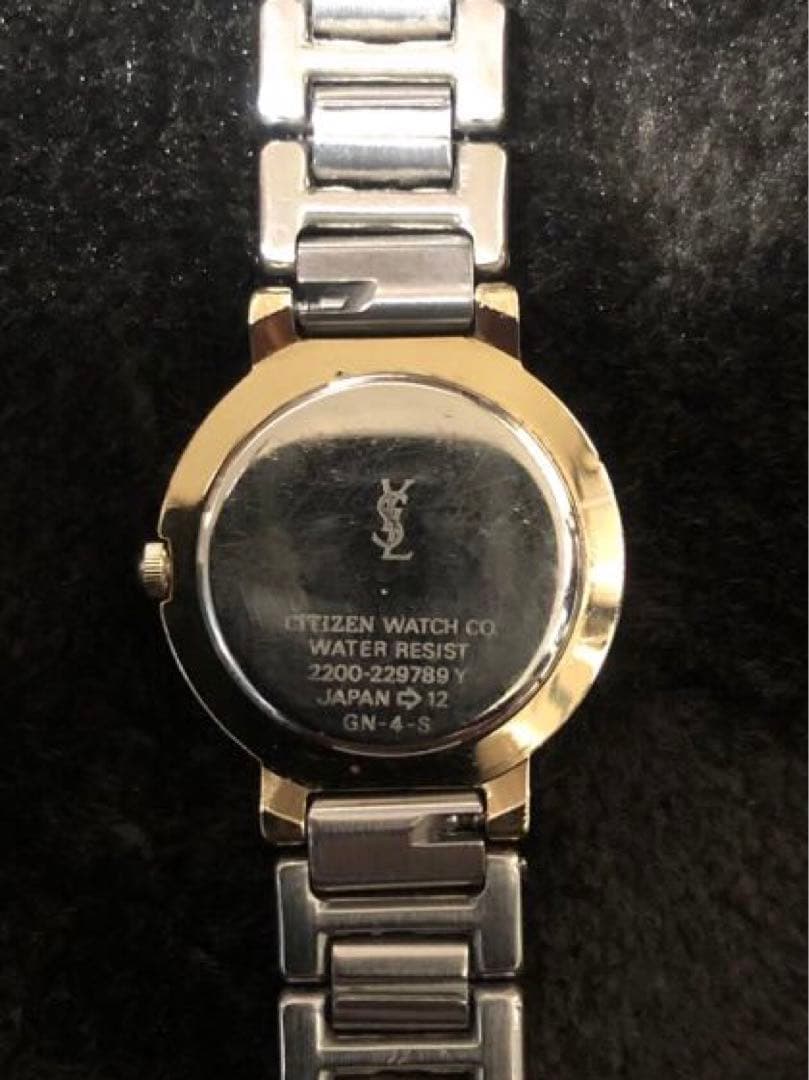 YSL
CITIZEN WATCH CO.
WATER RESIST
2200-229789 Y
JAPAN ⇨ 12
GN-4-S